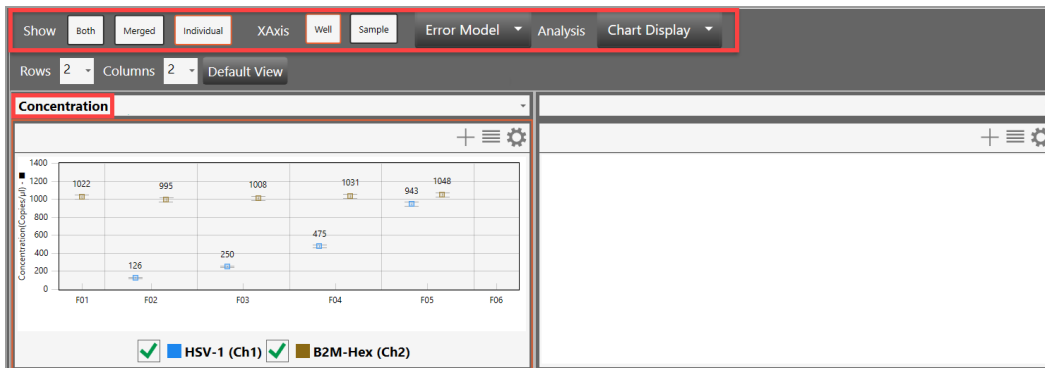 Show Both Merged Individual XAxis Well Sample Error Model Analysis Chart Display
Rows 2 Columns 2 Default View
Concentration
Concentration(Copies/µl) -
1400
1200
1000
800
600
400
200
0
1022
995
1008
1031
943
1048
475
250
126
F01 F02 F03 F04 F05 F06
HSV-1 (Ch1) B2M-Hex (Ch2)